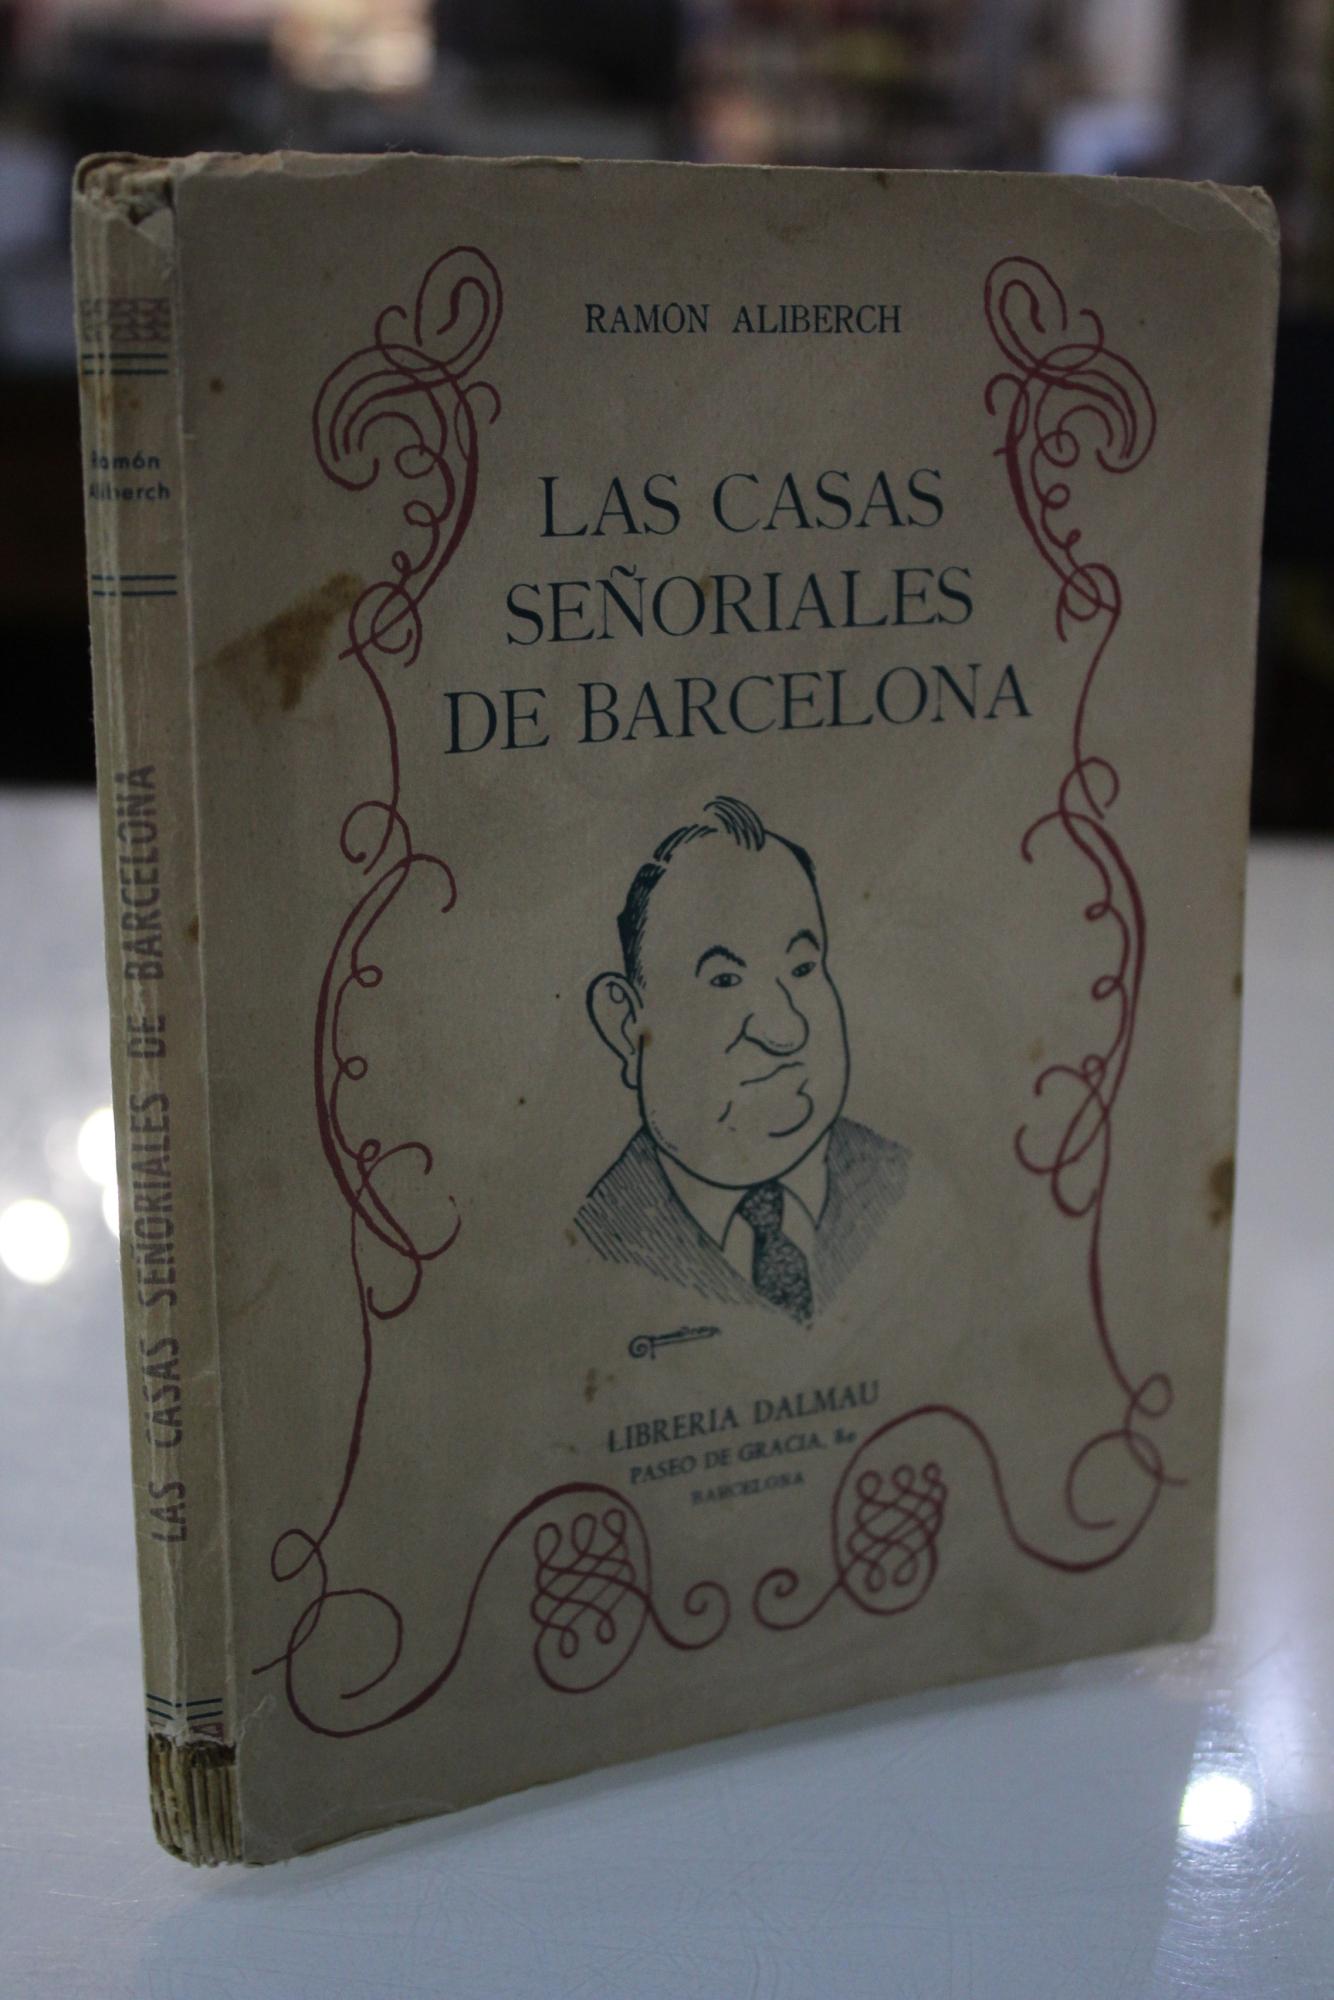 RAMÓN ALIBERCH
LAS CASAS
SEÑORIALES
DE BARCELONA
LIBRERIA DALMAU
PASEO DE GRACIA,
BARCELONA
Ramón
Aliberch
LAS CASAS SEÑORIALES DE BARCELONA